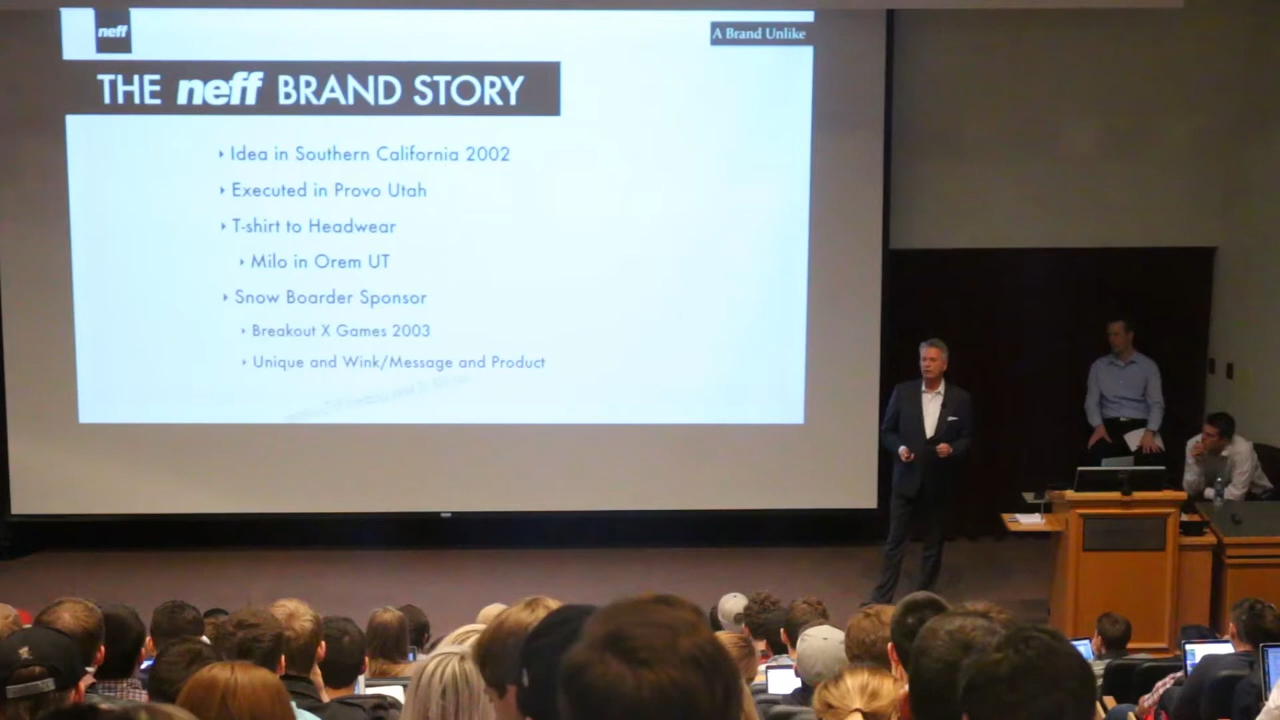 neff
A Brand Unlike
THE neff BRAND STORY
Idea in Southern California 2002
Executed in Provo Utah
T-shirt to Headwear
Milo in Orem UT
Snow Boarder Sponsor
Breakout X Games 2003
Unique and Wink/Message and Product